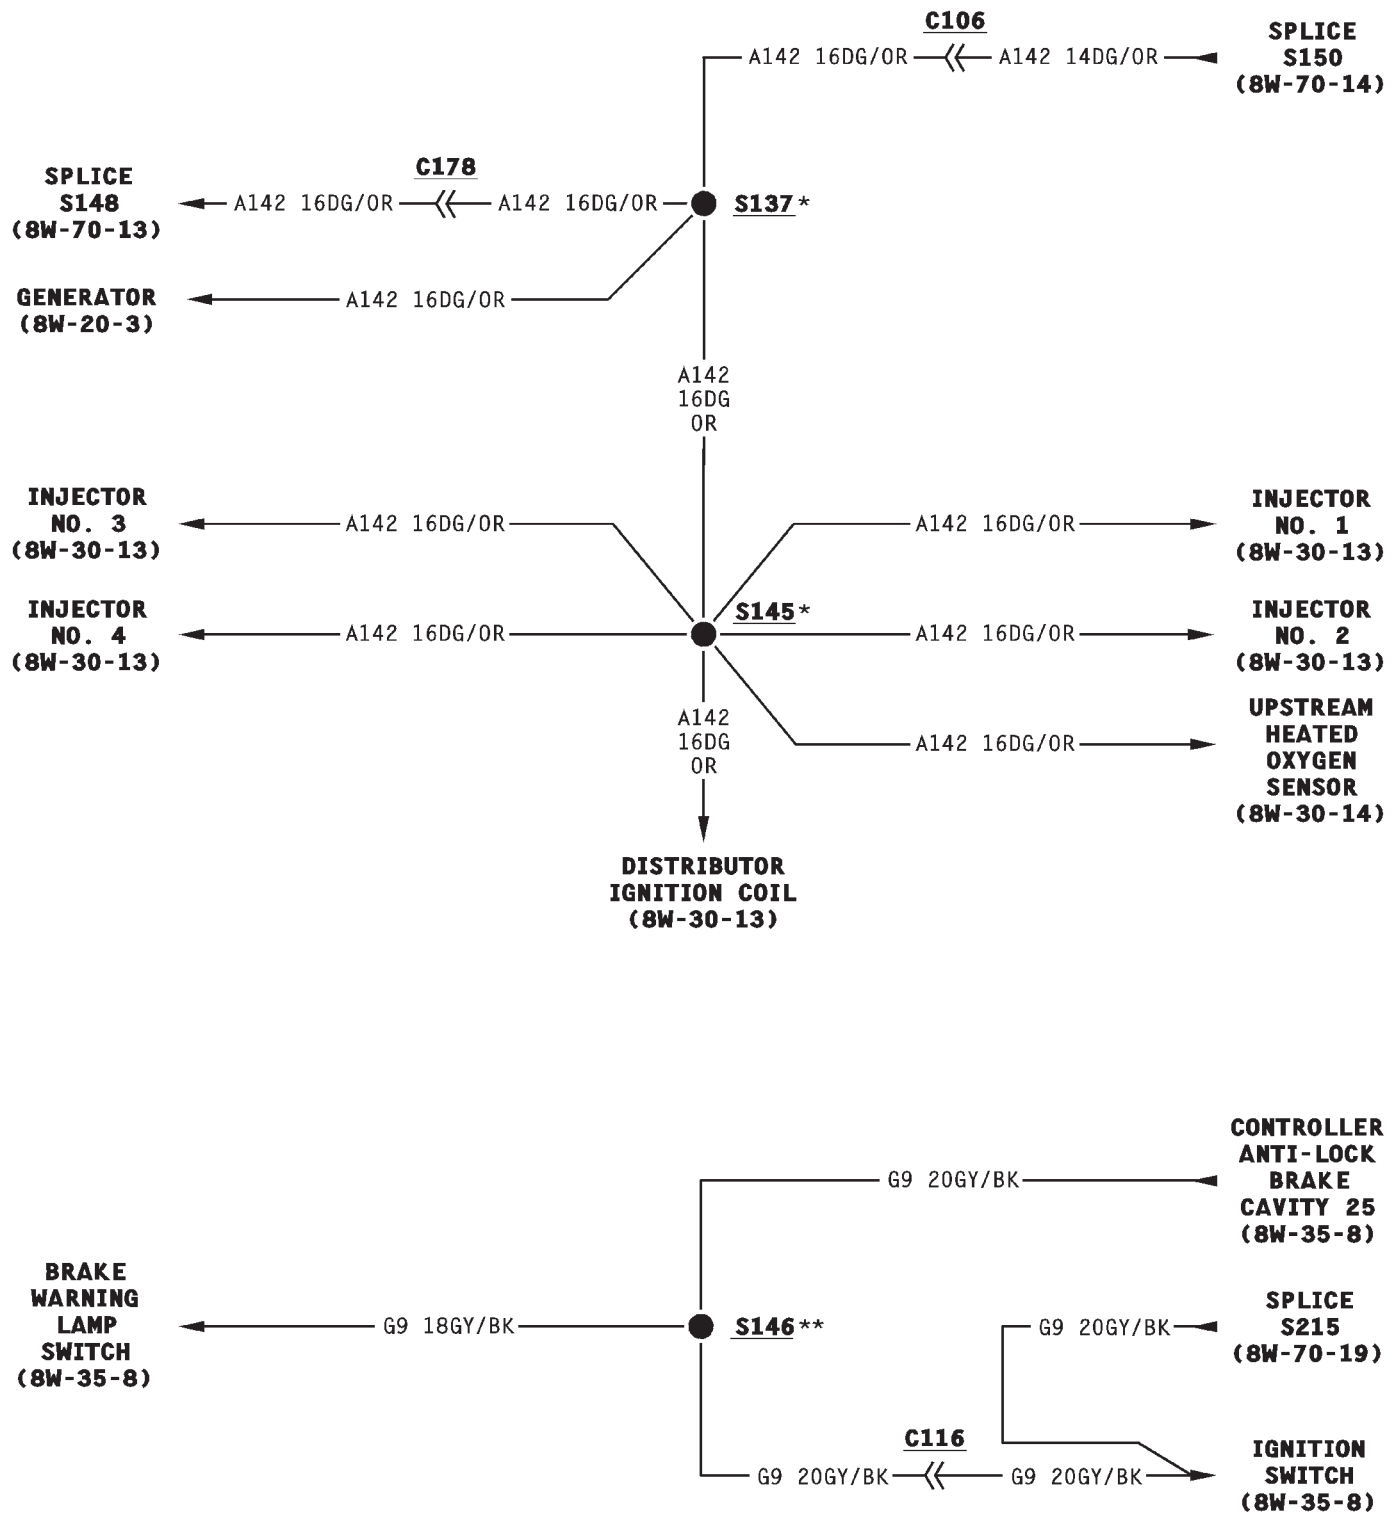 C106
A142 16DG/OR
A142 14DG/OR
SPLICE
S150
(8W-70-14)
SPLICE
S148
(8W-70-13)
A142 16DG/OR
C178
A142 16DG/OR
S137*
GENERATOR
(8W-20-3)
A142 16DG/OR
A142
16DG
OR
INJECTOR
NO. 3
(8W-30-13)
A142 16DG/OR
A142 16DG/OR
INJECTOR
NO. 1
(8W-30-13)
INJECTOR
NO. 4
(8W-30-13)
A142 16DG/OR
S145*
A142 16DG/OR
INJECTOR
NO. 2
(8W-30-13)
A142
16DG
OR
A142 16DG/OR
UPSTREAM
HEATED
OXYGEN
SENSOR
(8W-30-14)
DISTRIBUTOR
IGNITION COIL
(8W-30-13)
G9 20GY/BK
CONTROLLER
ANTI-LOCK
BRAKE
CAVITY 25
(8W-35-8)
BRAKE
WARNING
LAMP
SWITCH
(8W-35-8)
G9 18GY/BK
S146**
G9 20GY/BK
SPLICE
S215
(8W-70-19)
C116
G9 20GY/BK
G9 20GY/BK
IGNITION
SWITCH
(8W-35-8)